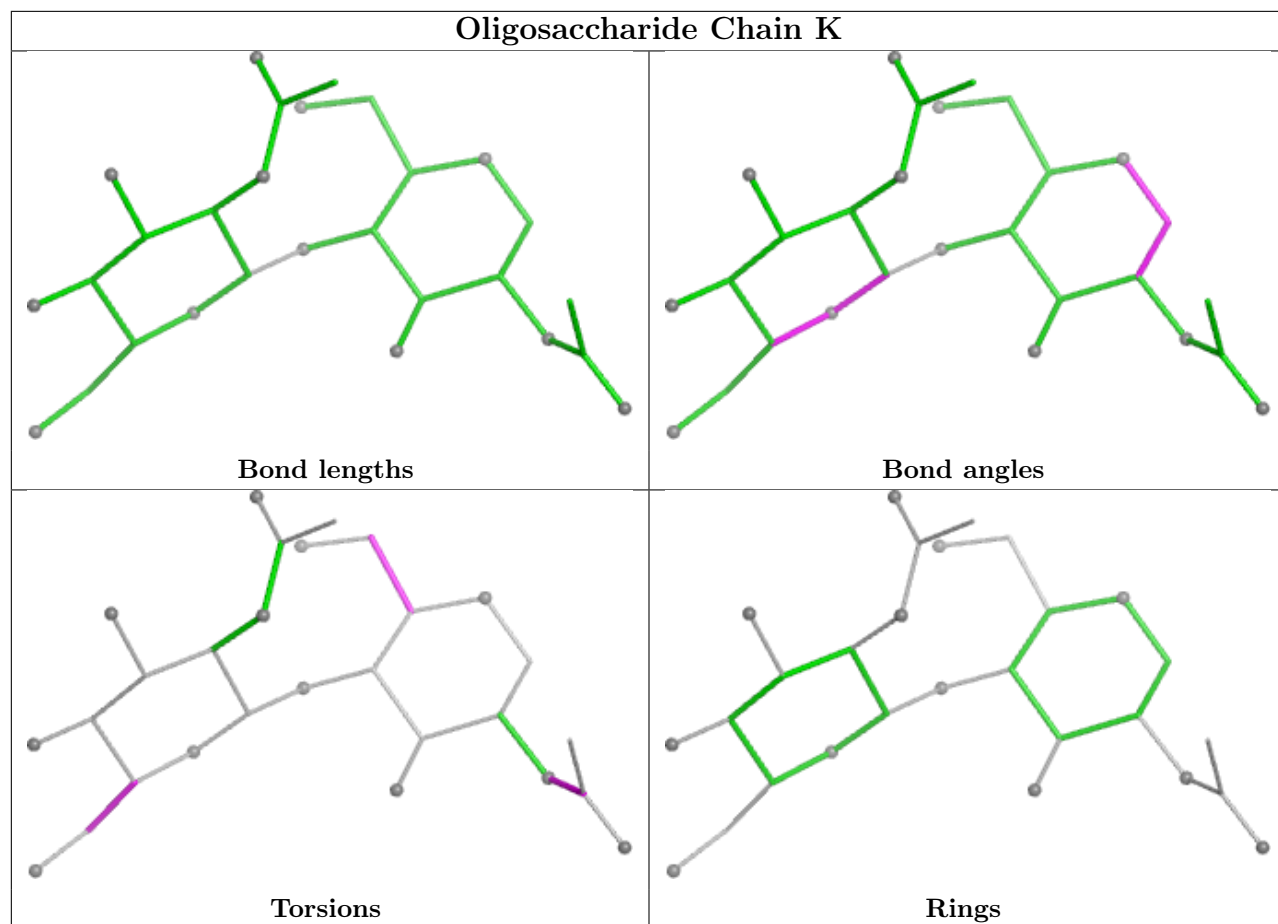 Oligosaccharide Chain K
Bond lengths
Bond angles
Torsions
Rings